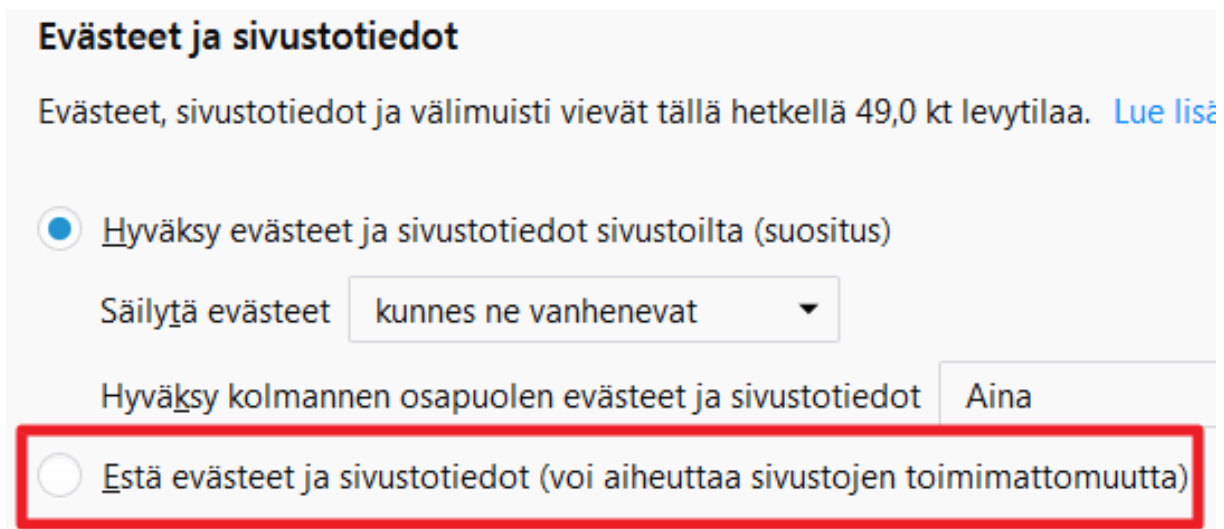 Evästeet ja sivustotiedot
Evästeet, sivustotiedot ja välimuisti vievät tällä hetkellä 49,0 kt levytilaa. Lue lisä
Hyväksy evästeet ja sivustotiedot sivustoilta (suositus)
Säilytä evästeet kunnes ne vanhenevat
Hyväksy kolmannen osapuolen evästeet ja sivustotiedot Aina
Estä evästeet ja sivustotiedot (voi aiheuttaa sivustojen toimimattomuutta)